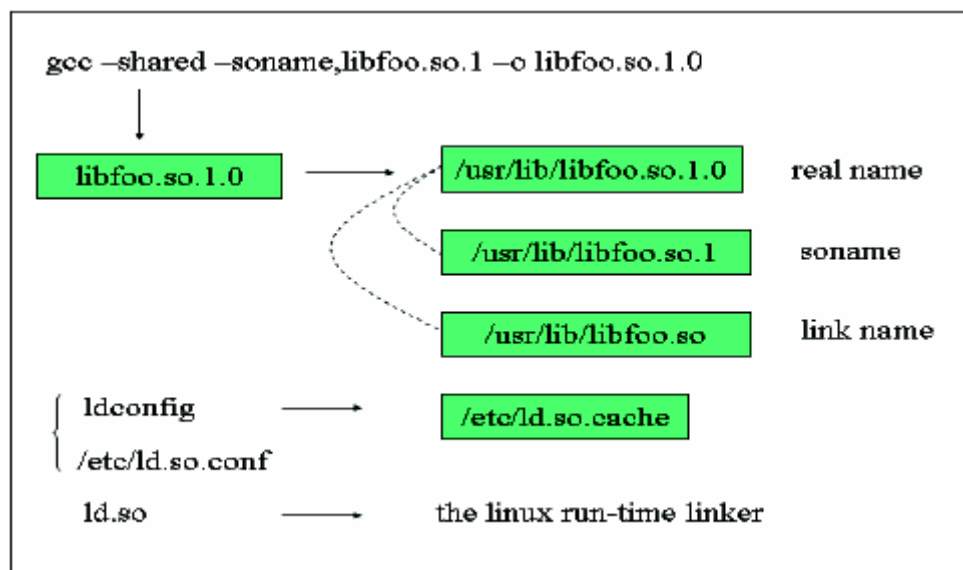 gcc –shared –soname,libfoo.so.1 –o libfoo.so.1.0
libfoo.so.1.0
/usr/lib/libfoo.so.1.0
real name
/usr/lib/libfoo.so.1
soname
/usr/lib/libfoo.so
link name
ldconfig
/etc/ld.so.cache
/etc/ld.so.conf
ld.so
the linux run-time linker